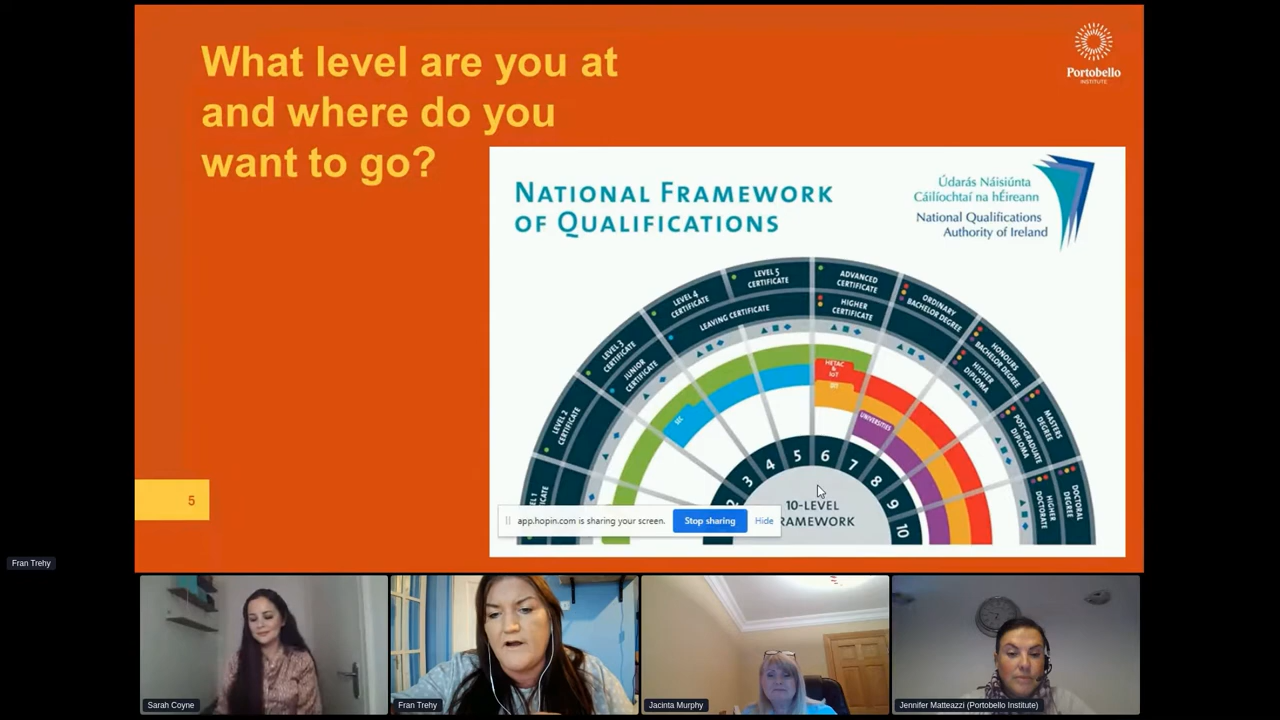 What level are you at
and where do you
want to go?
Portobello
INSTITUTE
NATIONAL FRAMEWORK
OF QUALIFICATIONS
Údarás Náisiúnta
Cáilíochtaí na hÉireann
National Qualifications
Authority of Ireland
LEVEL 2
CERTIFICATE
LEVEL 3
CERTIFICATE
JUNIOR
CERTIFICATE
LEVEL 4
CERTIFICATE
LEVEL 5
CERTIFICATE
LEAVING CERTIFICATE
ADVANCED
CERTIFICATE
HIGHER
CERTIFICATE
ORDINARY
BACHELOR DEGREE
HONOURS
BACHELOR DEGREE
HIGHER
DIPLOMA
MASTERS
DEGREE
POST-GRADUATE
DIPLOMA
DOCTORAL
DEGREE
HIGHER
DOCTORATE
HETAC
&
IoT
DIT
SEC
UNIVERSITIES
2
3
4
5
6
7
8
9
10
10-LEVEL
5
app.hopin.com is sharing your screen.
Stop sharing
Hide
Fran Trehy
Sarah Coyne
Fran Trehy
Jacinta Murphy
Jennifer Matteazzi (Portobello Institute)